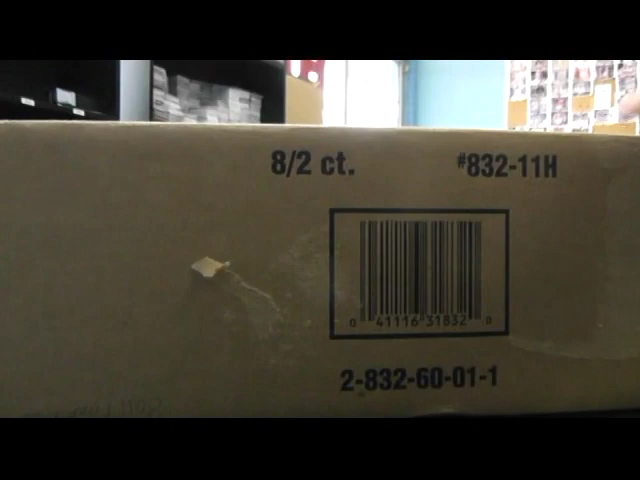 8/2 ct.
#832-11H
0 41116 31832 0
2-832-60-01-1